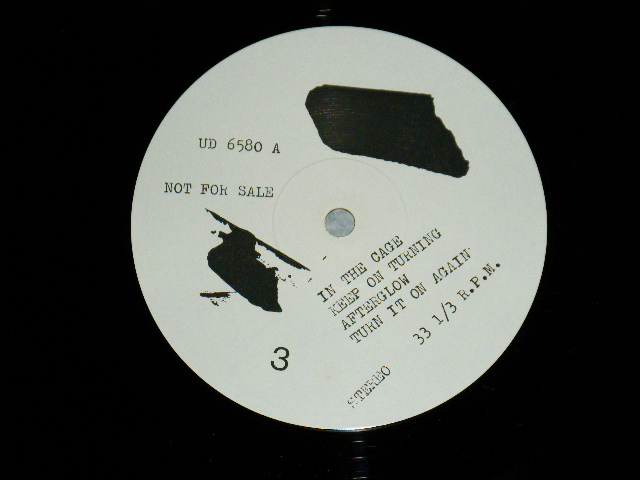 UD 6580 A
NOT FOR SALE
IN THE CAGE
KEEP ON TURNING
AFTERGLOW
TURN IT ON AGAIN
33 1/3 R.P.M.
3
STEREO